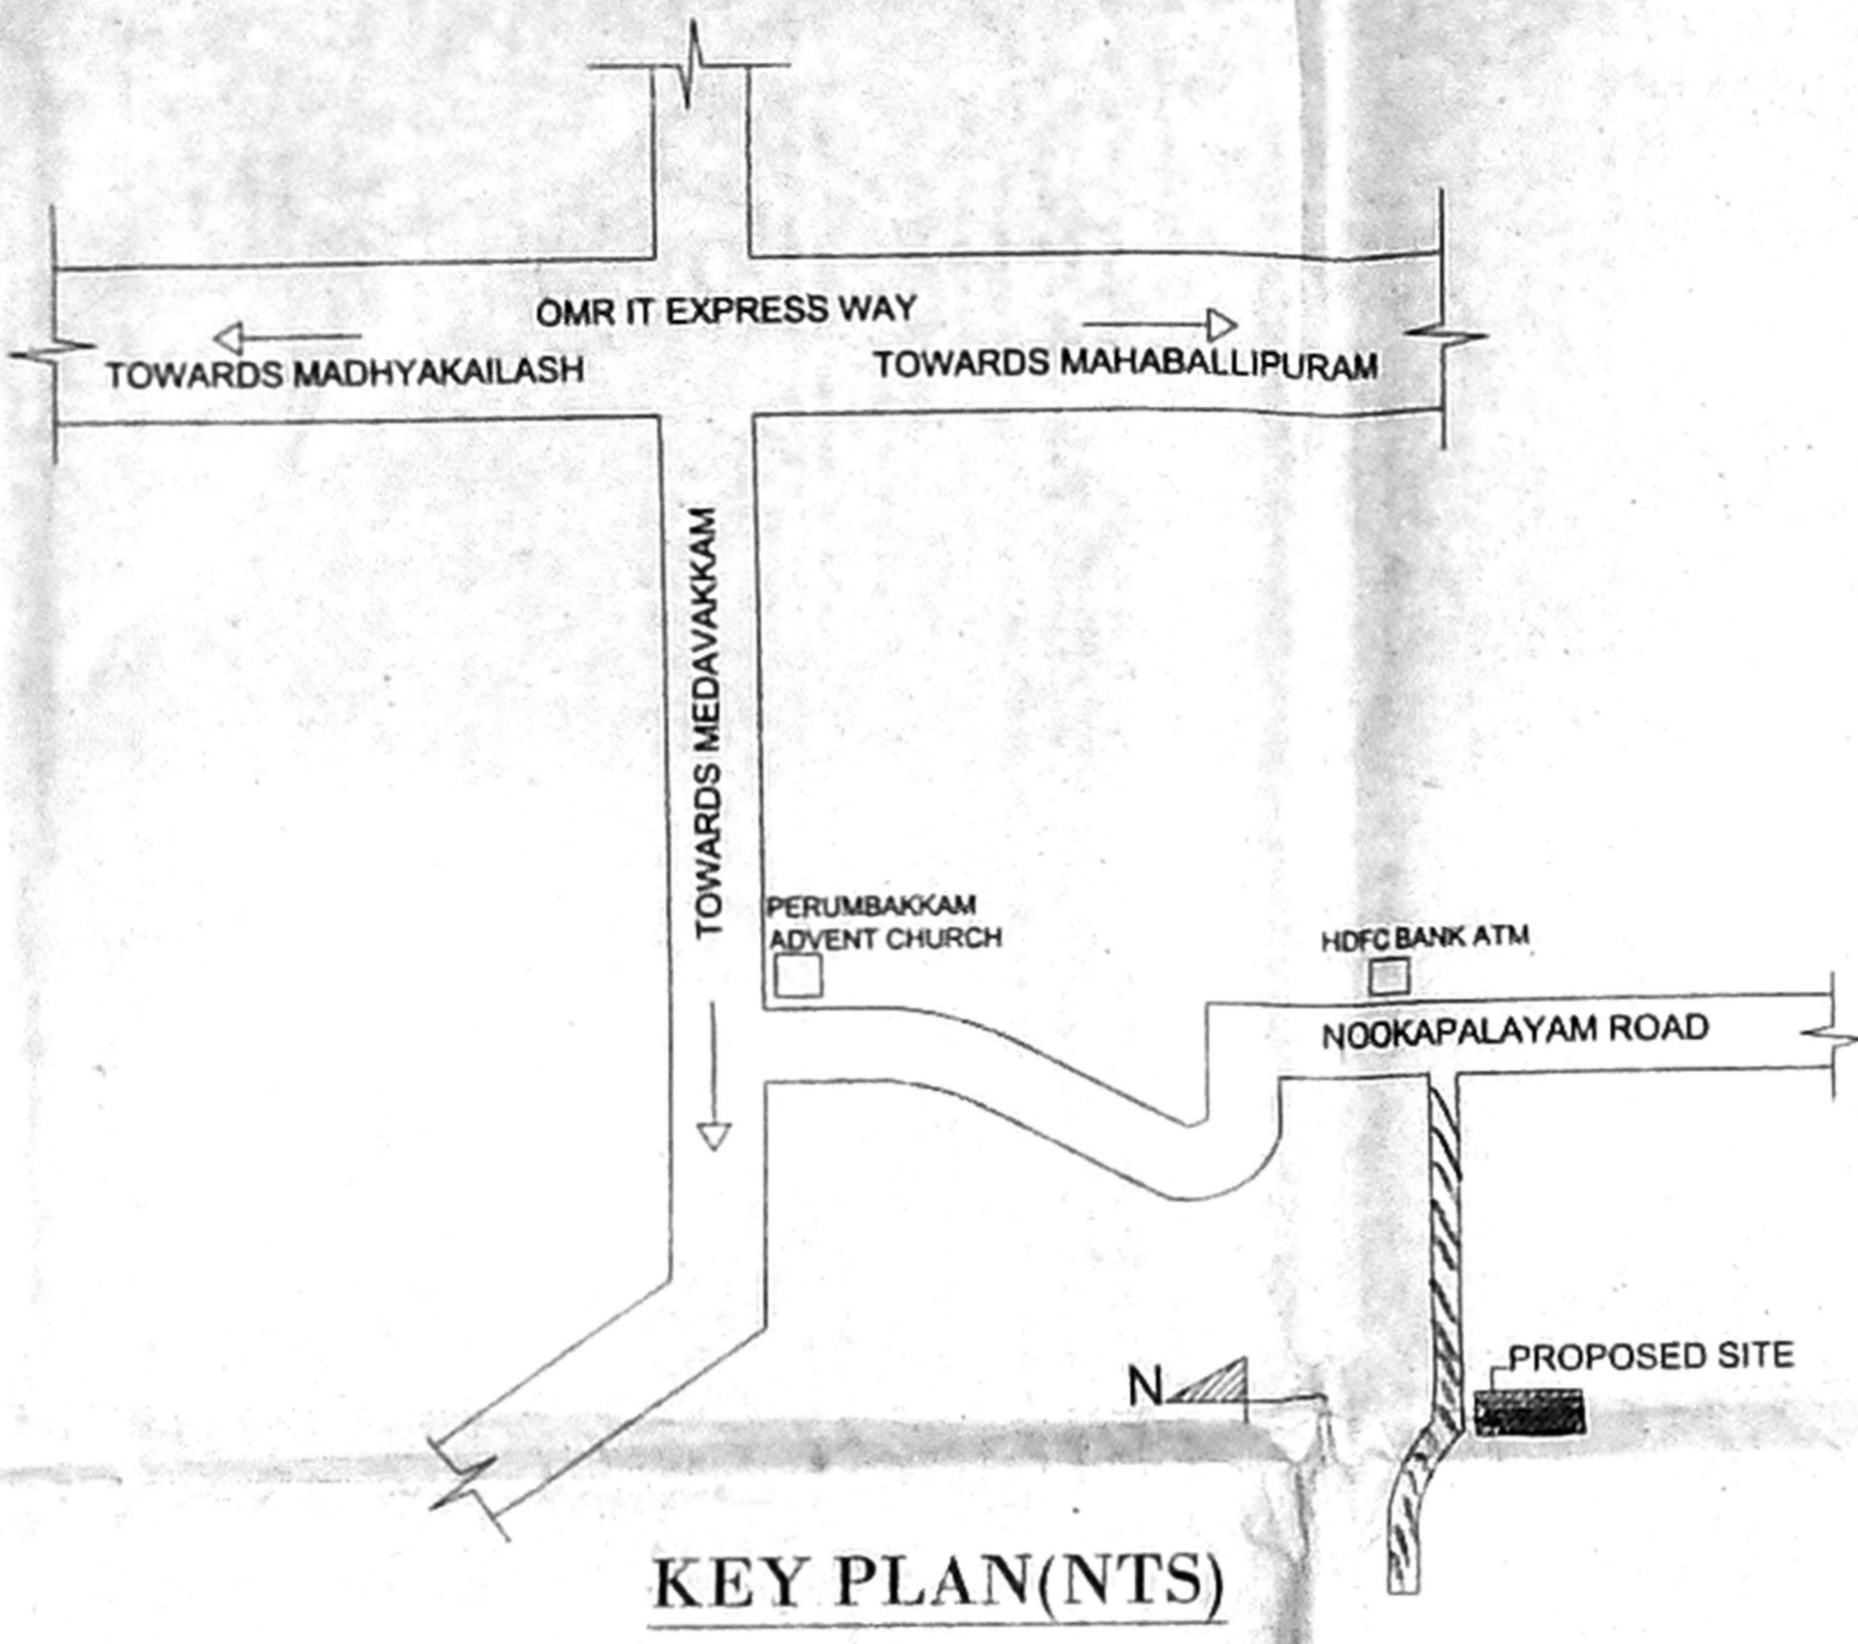 OMR IT EXPRESS WAY
TOWARDS MADHYAKAILASH
TOWARDS MAHABALLIPURAM
TOWARDS MEDAVAKKAM
PERUMBAKKAM
ADVENT CHURCH
HDFC BANK ATM
NOOKAPALAYAM ROAD
N
PROPOSED SITE
KEY PLAN(NTS)